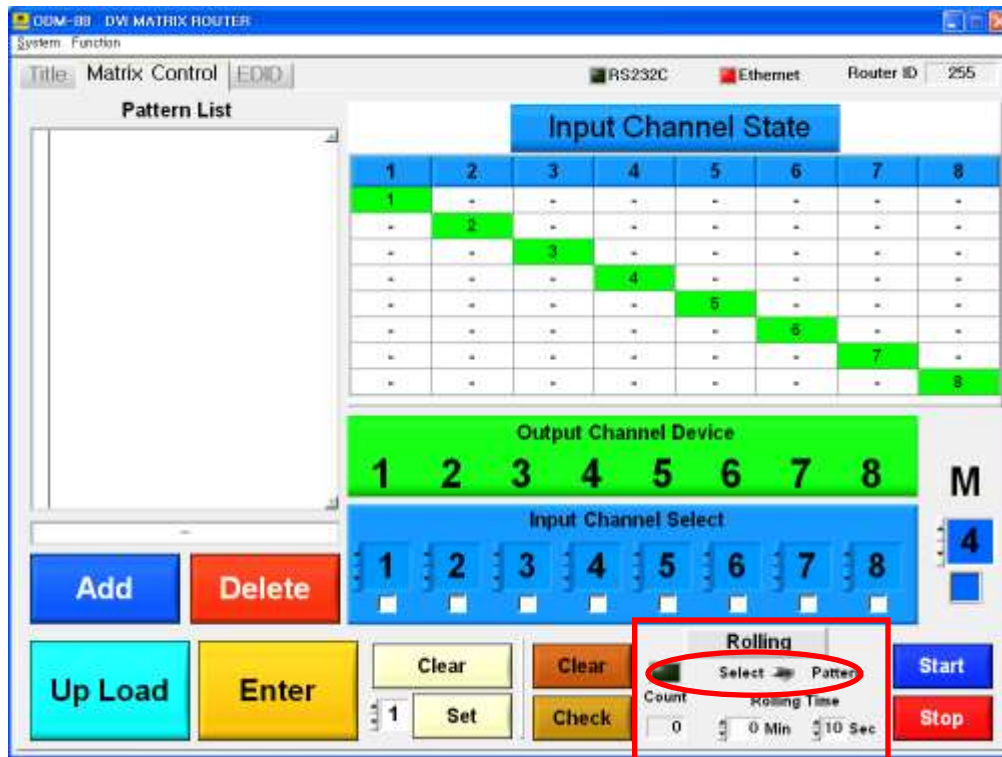 ODM-88 DVI MATRIX ROUTER
System Function
Title Matrix Control EDID RS232C Ethernet Router ID 255
Pattern List
Input Channel State
1 2 3 4 5 6 7 8
1 - - - - - - -
- 2 - - - - - -
- - 3 - - - - -
- - - 4 - - - -
- - - - 5 - - -
- - - - - 6 - -
- - - - - - 7 -
- - - - - - - 8
Output Channel Device
1 2 3 4 5 6 7 8
M
-
Input Channel Select
1 2 3 4 5 6 7 8
4
Add Delete
Rolling
Up Load Enter
Clear Clear
Select Pattern
Start
Count Rolling Time
1 Set Check
0 0 Min 10 Sec
Stop